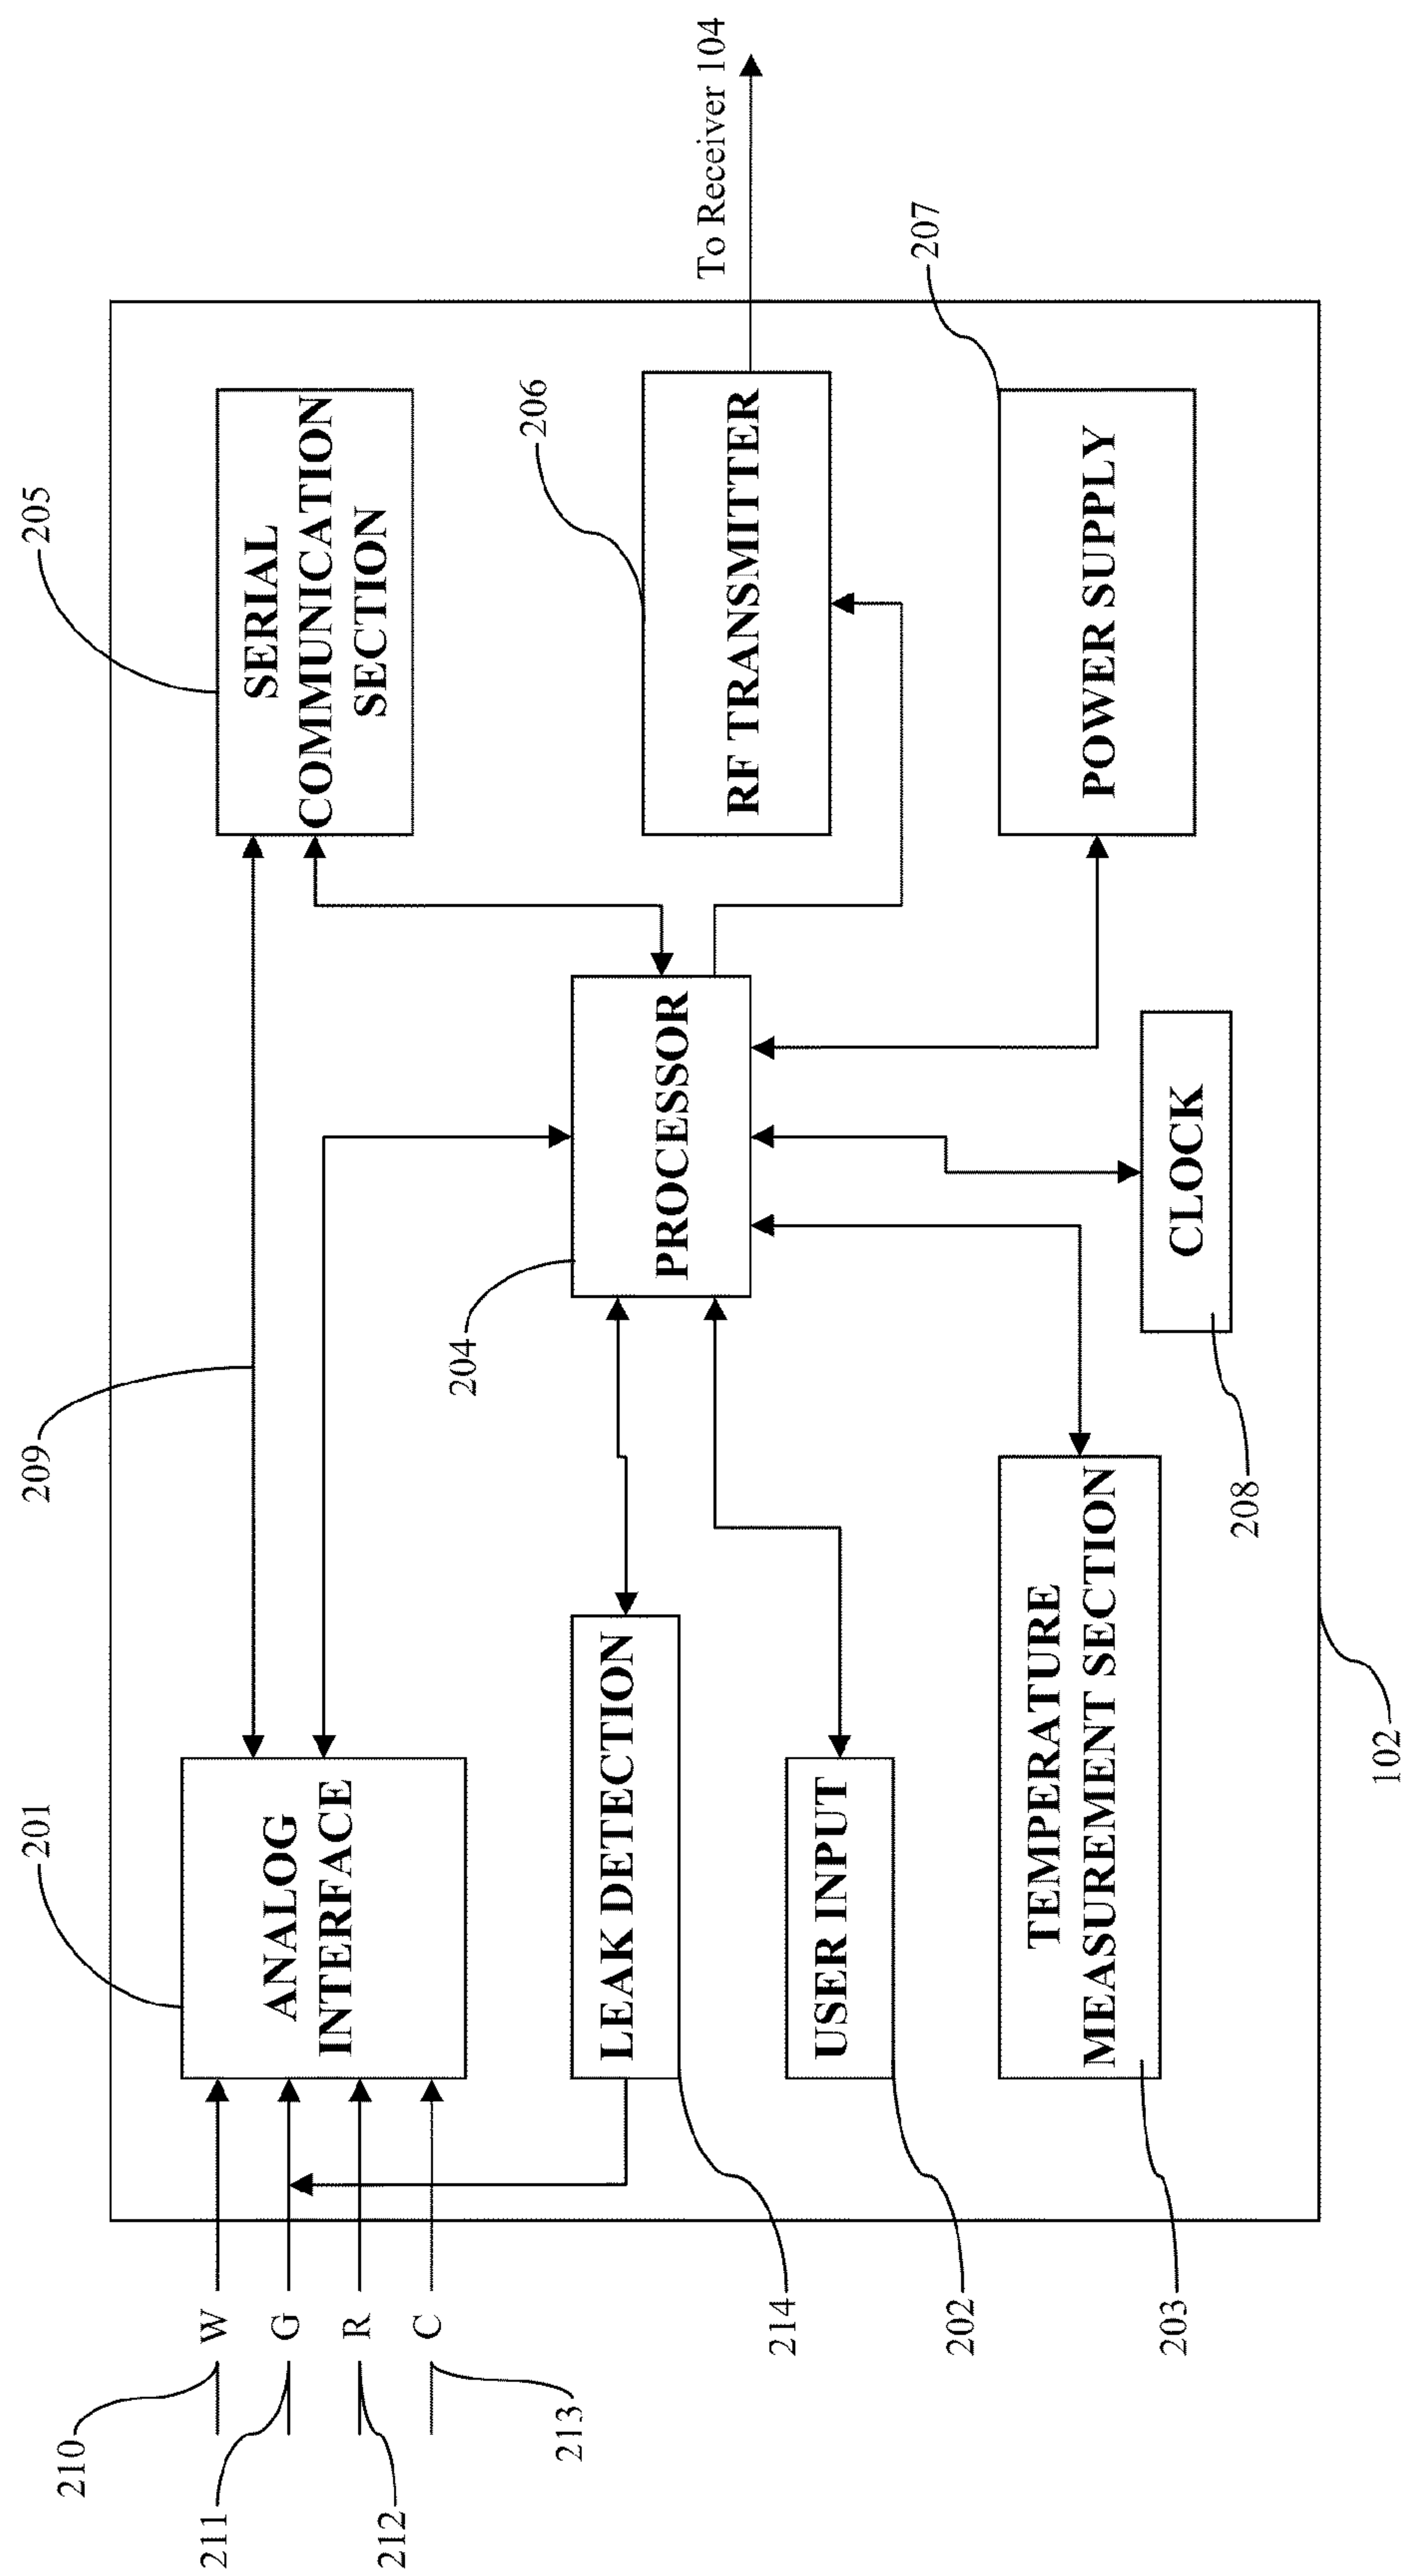 210
W
211
G
212
R
213
C
201
ANALOG
INTERFACE
209
205
SERIAL
COMMUNICATION
SECTION
214
LEAK DETECTION
204
PROCESSOR
206
RF TRANSMITTER
To Receiver 104
202
USER INPUT
203
TEMPERATURE
MEASUREMENT SECTION
208
CLOCK
207
POWER SUPPLY
102